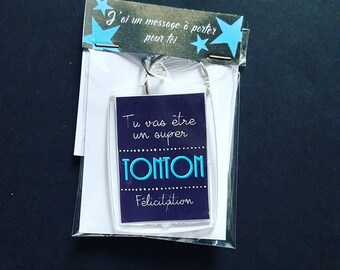 J'ai un message à porter
pour toi
Tu vas être
un super
TONTON
Félicitation